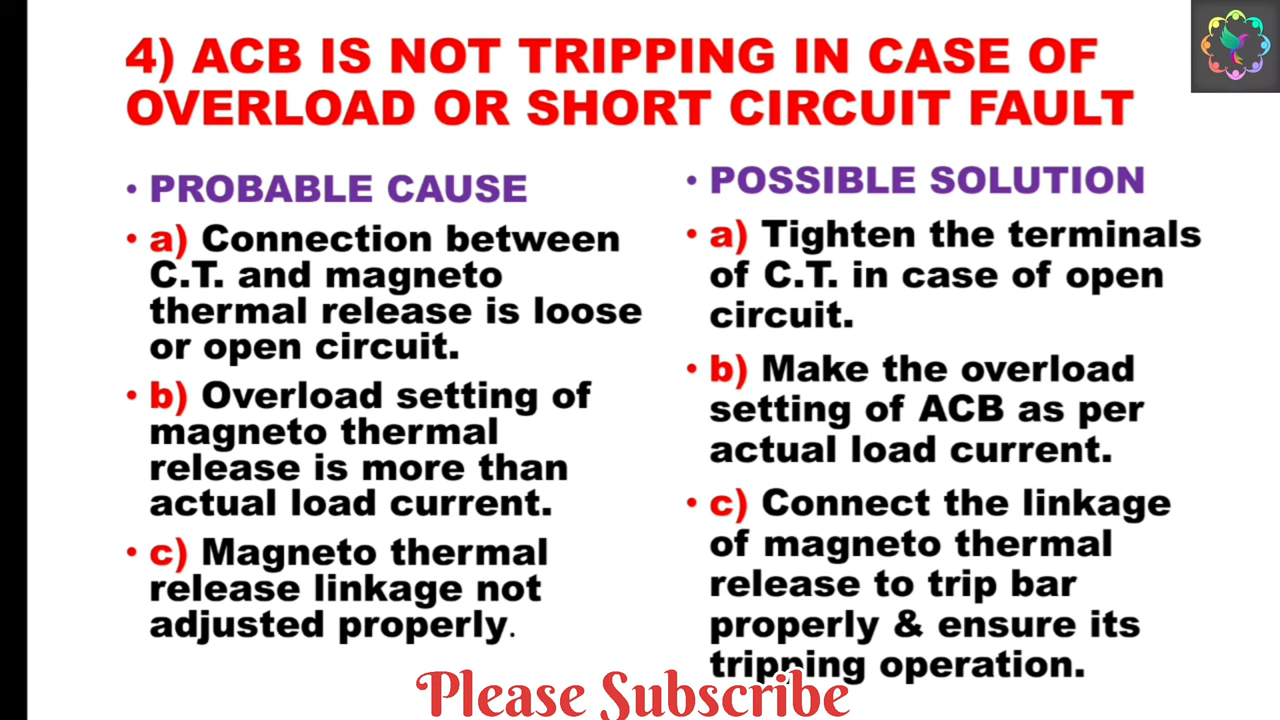 4) ACB IS NOT TRIPPING IN CASE OF
OVERLOAD OR SHORT CIRCUIT FAULT
• PROBABLE CAUSE
• a) Connection between
C.T. and magneto
thermal release is loose
or open circuit.
• b) Overload setting of
magneto thermal
release is more than
actual load current.
• c) Magneto thermal
release linkage not
adjusted properly.
• POSSIBLE SOLUTION
• a) Tighten the terminals
of C.T. in case of open
circuit.
• b) Make the overload
setting of ACB as per
actual load current.
• c) Connect the linkage
of magneto thermal
release to trip bar
properly & ensure its
tripping operation.
Please Subscribe